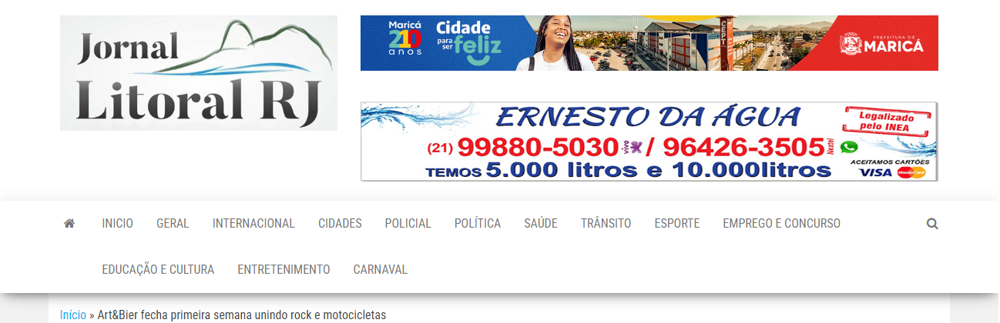 Jornal
Litoral RJ
Maricá
210
anos
Cidade
para
ser
feliz
PREFEITURA DE
MARICÁ
ERNESTO DA ÁGUA
Legalizado
pelo INEA
(21) 99880-5030 vivo / 96426-3505 Nextel
TEMOS 5.000 litros e 10.000litros
ACEITAMOS CARTÕES
VISA MasterCard
INICIO GERAL INTERNACIONAL CIDADES POLICIAL POLÍTICA SAÚDE TRÂNSITO ESPORTE EMPREGO E CONCURSO
EDUCAÇÃO E CULTURA ENTRETENIMENTO CARNAVAL
Início » Art&Bier fecha primeira semana unindo rock e motocicletas